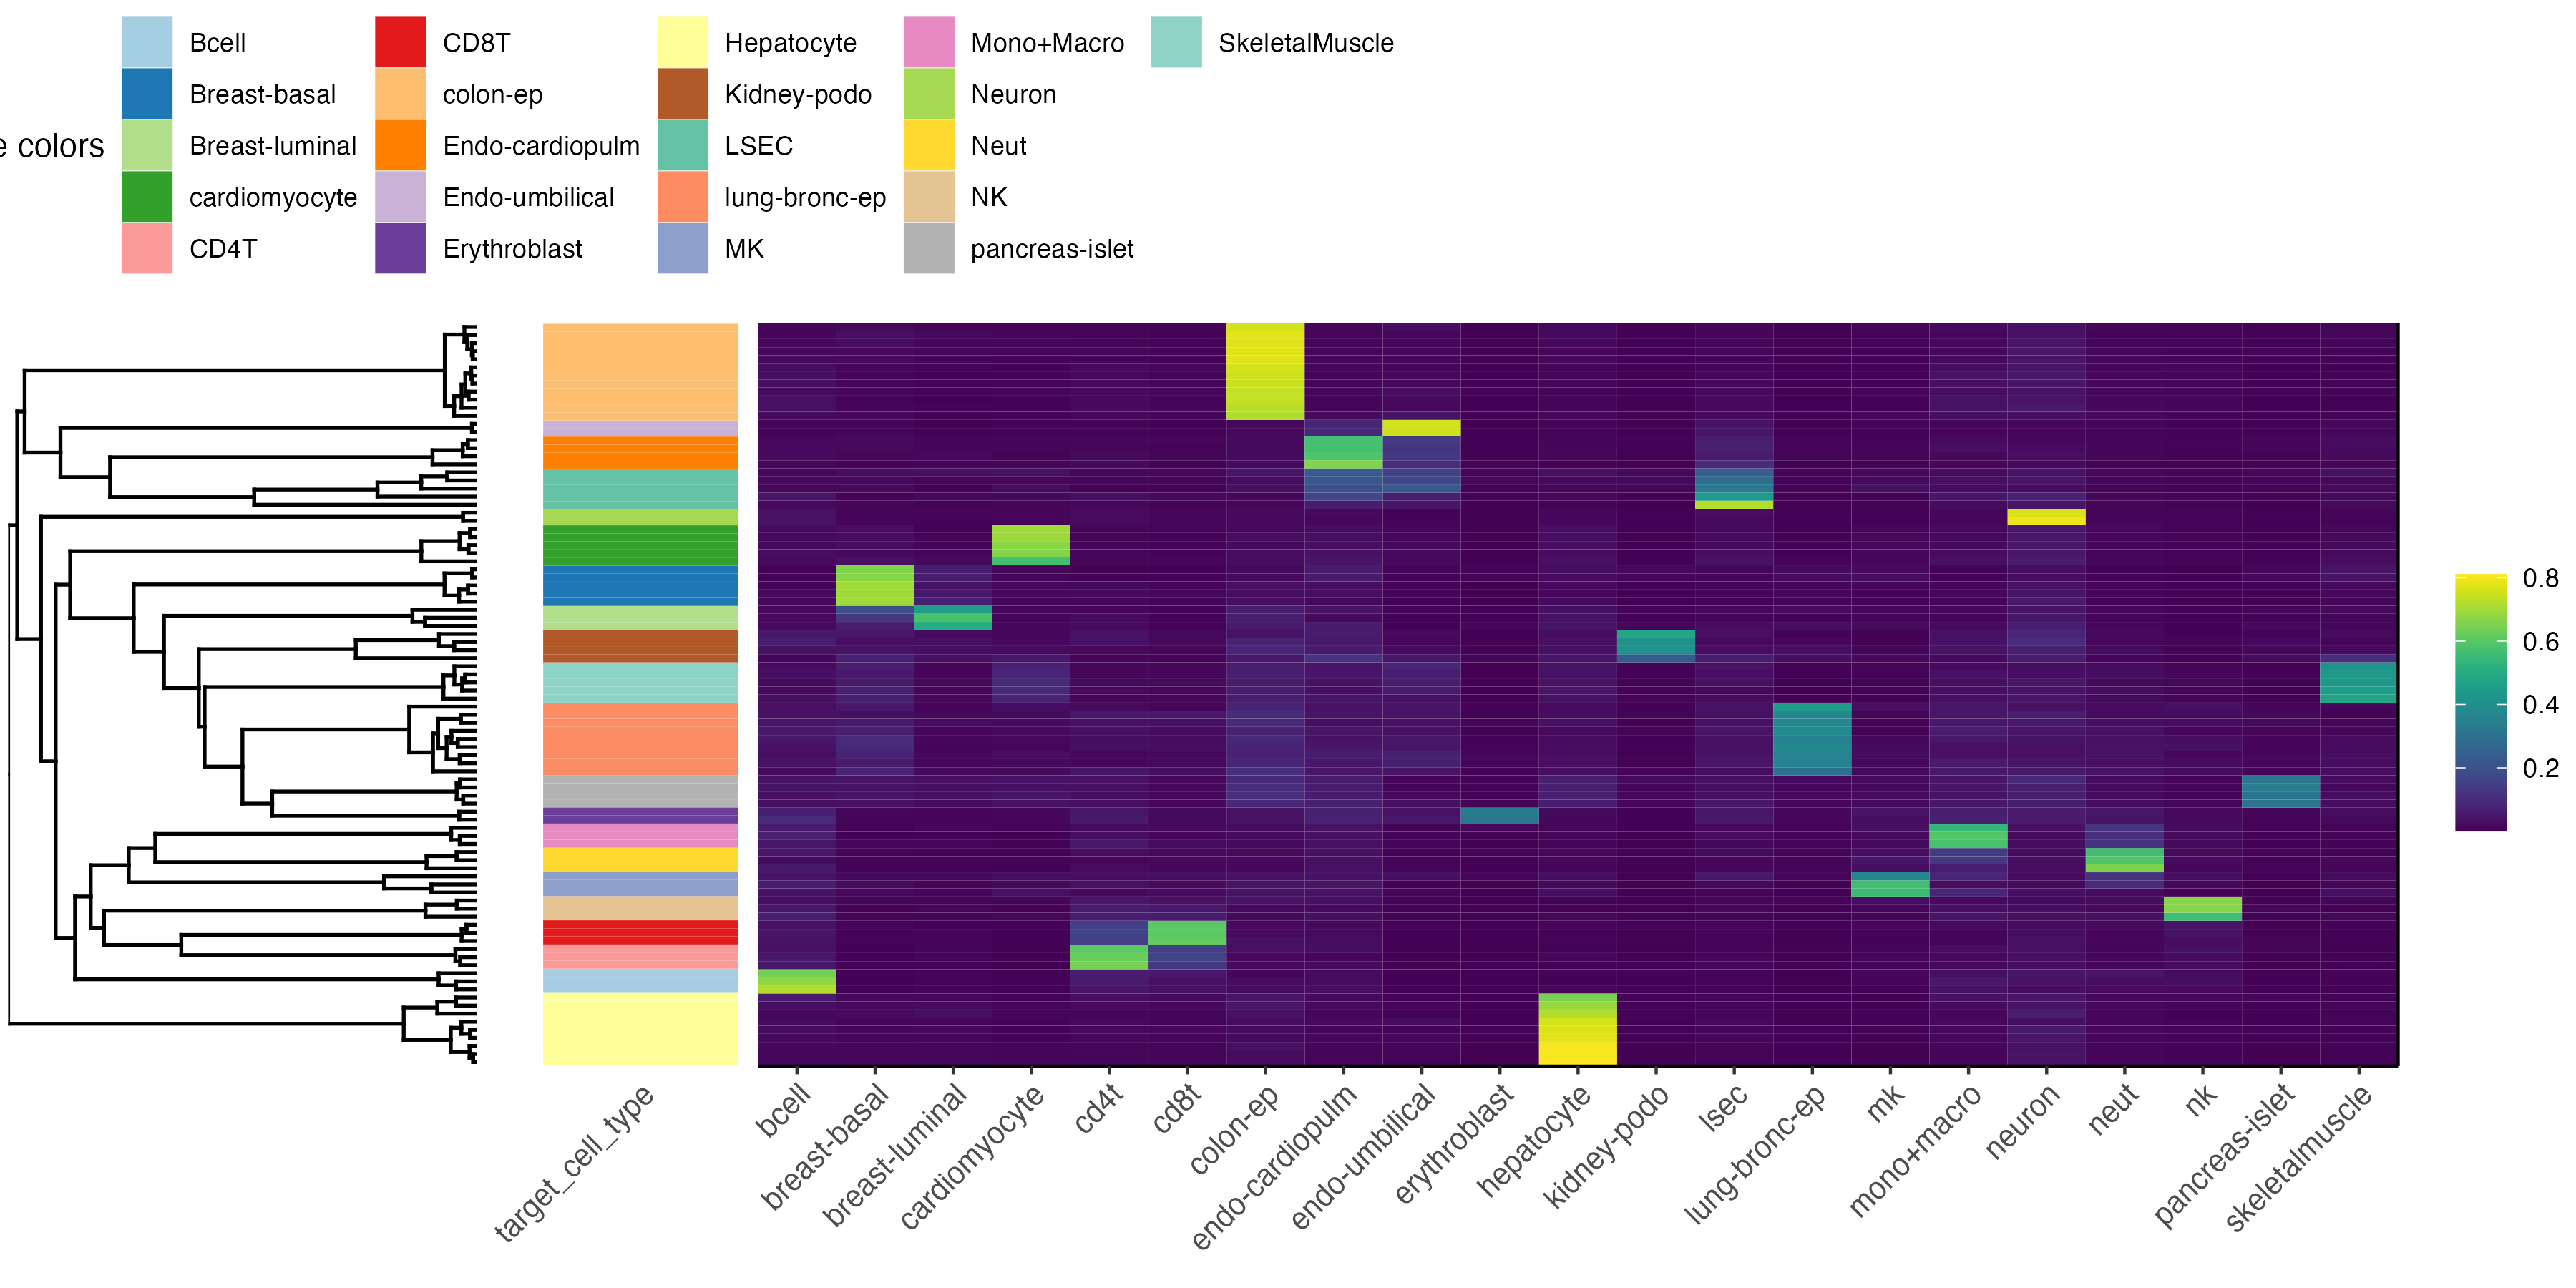 Bcell CD8T Hepatocyte Mono+Macro SkeletalMuscle
Breast-basal colon-ep Kidney-podo Neuron
e colors Breast-luminal Endo-cardiopulm LSEC Neut
cardiomyocyte Endo-umbilical lung-bronc-ep NK
CD4T Erythroblast MK pancreas-islet
0.8
0.6
0.4
0.2
target_cell_type
bcell
breast-basal
breast-luminal
cardiomyocyte
cd4t
cd8t
colon-ep
endo-cardiopulm
endo-umbilical
erythroblast
hepatocyte
kidney-podo
lsec
lung-bronc-ep
mk
mono+macro
neuron
neut
nk
pancreas-islet
skeletalmuscle